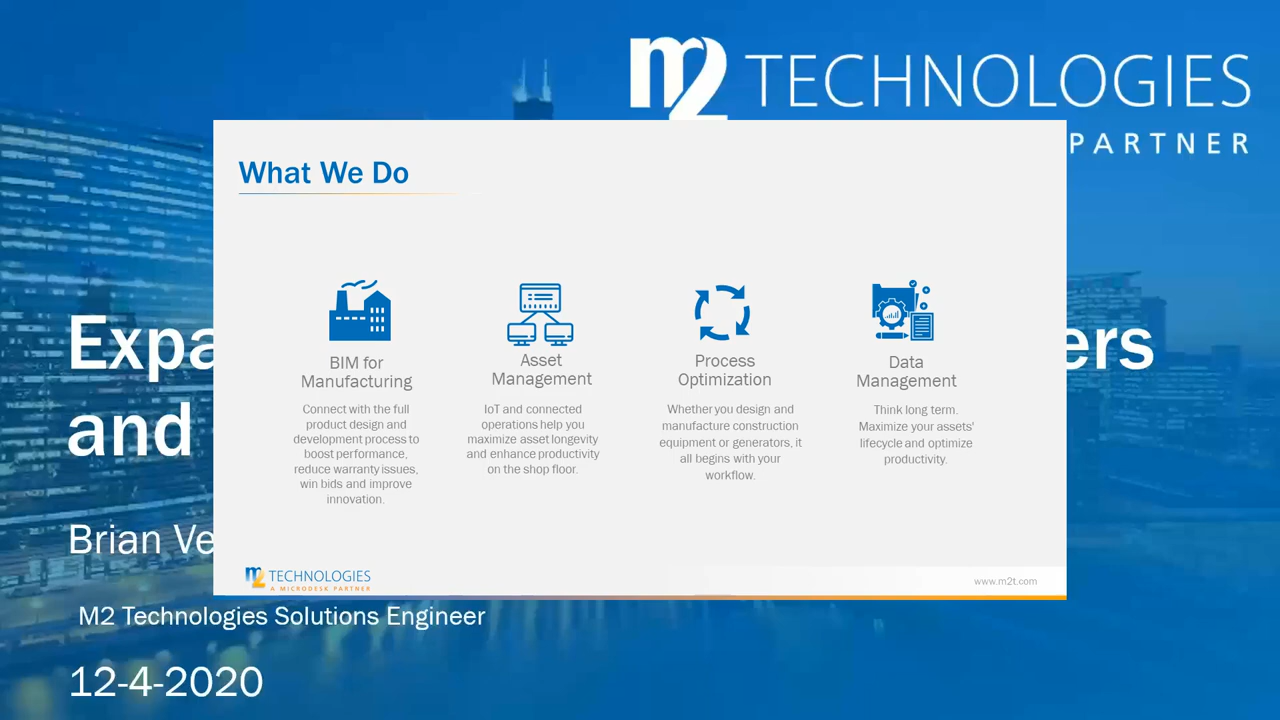 m2 TECHNOLOGIES
PARTNER
What We Do
BIM for
Manufacturing
Connect with the full
product design and
development process to
boost performance,
reduce warranty issues,
win bids and improve
innovation.
Asset
Management
IoT and connected
operations help you
maximize asset longevity
and enhance productivity
on the shop floor.
Process
Optimization
Whether you design and
manufacture construction
equipment or generators, it
all begins with your
workflow.
Data
Management
Think long term.
Maximize your assets'
lifecycle and optimize
productivity.
m2 TECHNOLOGIES
A MICRODESK PARTNER
www.m2t.com
and
Brian
M2 Technologies Solutions Engineer
12-4-2020